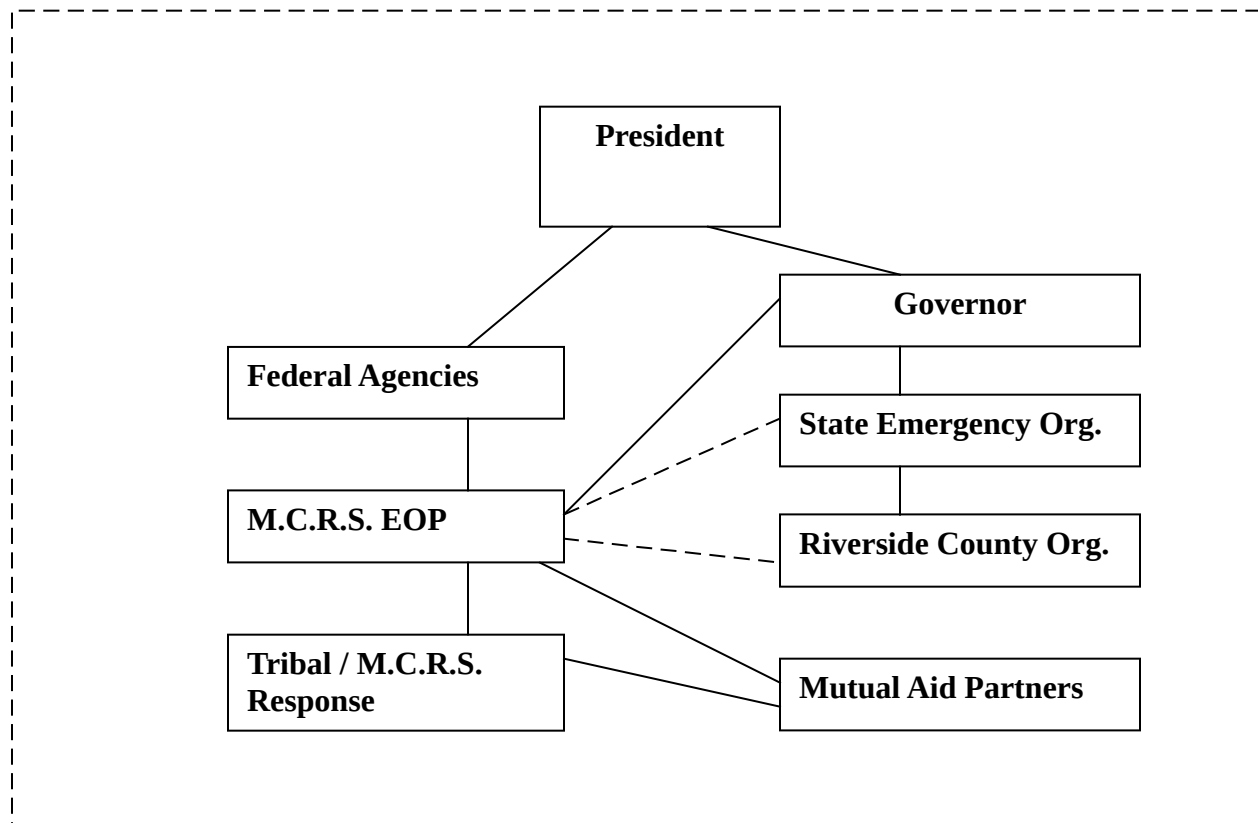 President
Governor
Federal Agencies
State Emergency Org.
M.C.R.S. EOP
Riverside County Org.
Tribal / M.C.R.S.
Response
Mutual Aid Partners